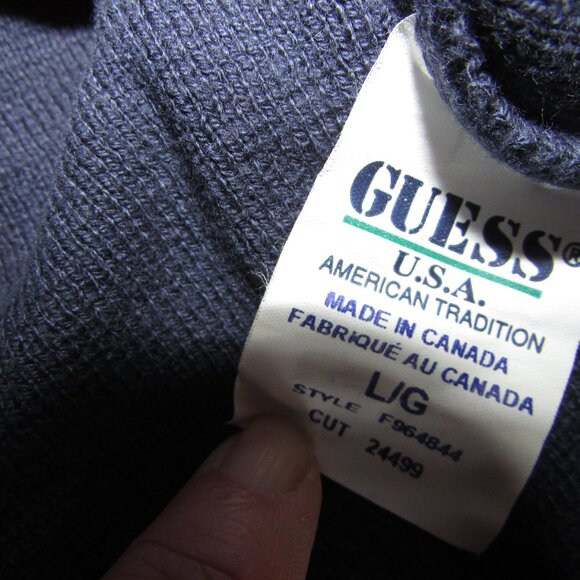 GUESS®
U.S.A.
AMERICAN TRADITION
MADE IN CANADA
FABRIQUÉ AU CANADA
L/G
STYLE F964844
CUT 24499